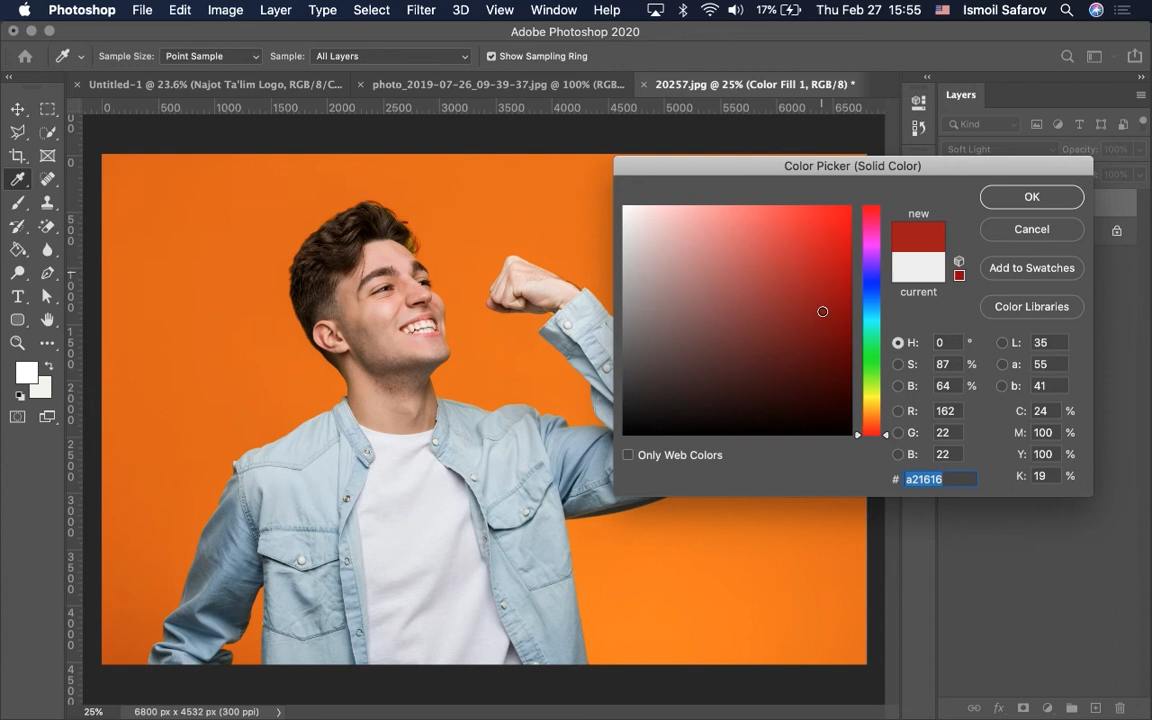 Photoshop File Edit Image Layer Type Select Filter 3D View Window Help 17% Thu Feb 27 15:55 Ismoil Safarov
Adobe Photoshop 2020
Sample Size: Point Sample Sample: All Layers Show Sampling Ring
Untitled-1 @ 23.6% (Najot Ta'lim Logo, RGB/8/C... photo_2019-07-26_09-39-37.jpg @ 100% (RGB... 20257.jpg @ 25% (Color Fill 1, RGB/8) *
0 500 1000 1500 2000 2500 3000 3500 4000 4500 5000 5500 6000 6500
Layers
Kind
Soft Light Opacity: 100%
100%
Color Picker (Solid Color)
new
current
OK
Cancel
Add to Swatches
Color Libraries
H: 0 ° L: 35
S: 87 % a: 55
B: 64 % b: 41
R: 162 C: 24 %
G: 22 M: 100 %
B: 22 Y: 100 %
# a21616 K: 19 %
Only Web Colors
25% 6800 px x 4532 px (300 ppi)